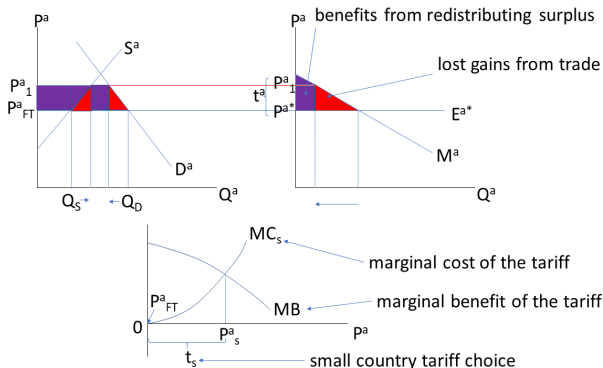 Pᵃ
Sᵃ
Pᵃ₁
Pᵃ_FT
Dᵃ
Qᵃ
Q_S
Q_D
Pᵃ
benefits from redistributing surplus
lost gains from trade
Pᵃ₁
tᵃ
Pᵃ*
Eᵃ*
Mᵃ
Qᵃ
MC_s
marginal cost of the tariff
Pᵃ_FT
MB
marginal benefit of the tariff
0
Pᵃ_s
Pᵃ
t_s
small country tariff choice